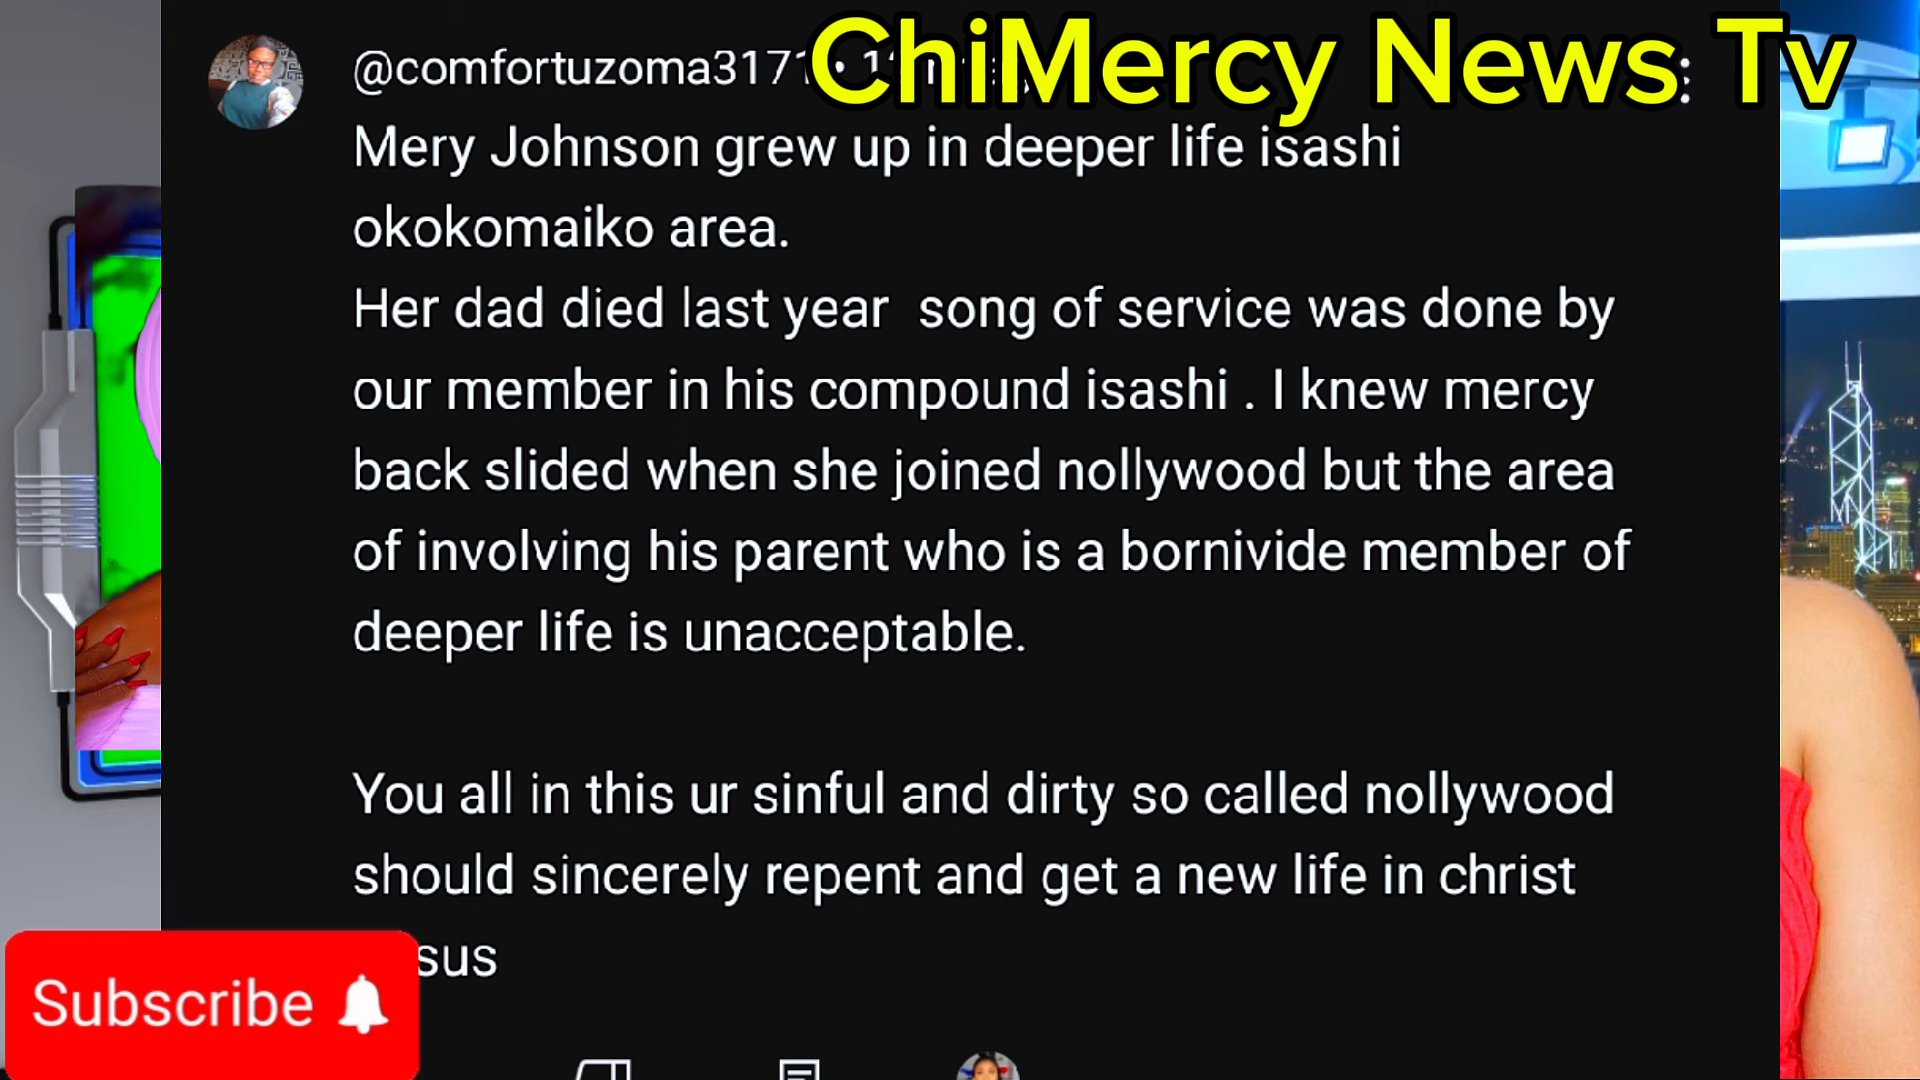 ChiMercy News Tv
@comfortuzoma3171
Mery Johnson grew up in deeper life isashi
okokomaiko area.
Her dad died last year song of service was done by
our member in his compound isashi . I knew mercy
back slided when she joined nollywood but the area
of involving his parent who is a bornivide member of
deeper life is unacceptable.
You all in this ur sinful and dirty so called nollywood
should sincerely repent and get a new life in christ
sus
Subscribe